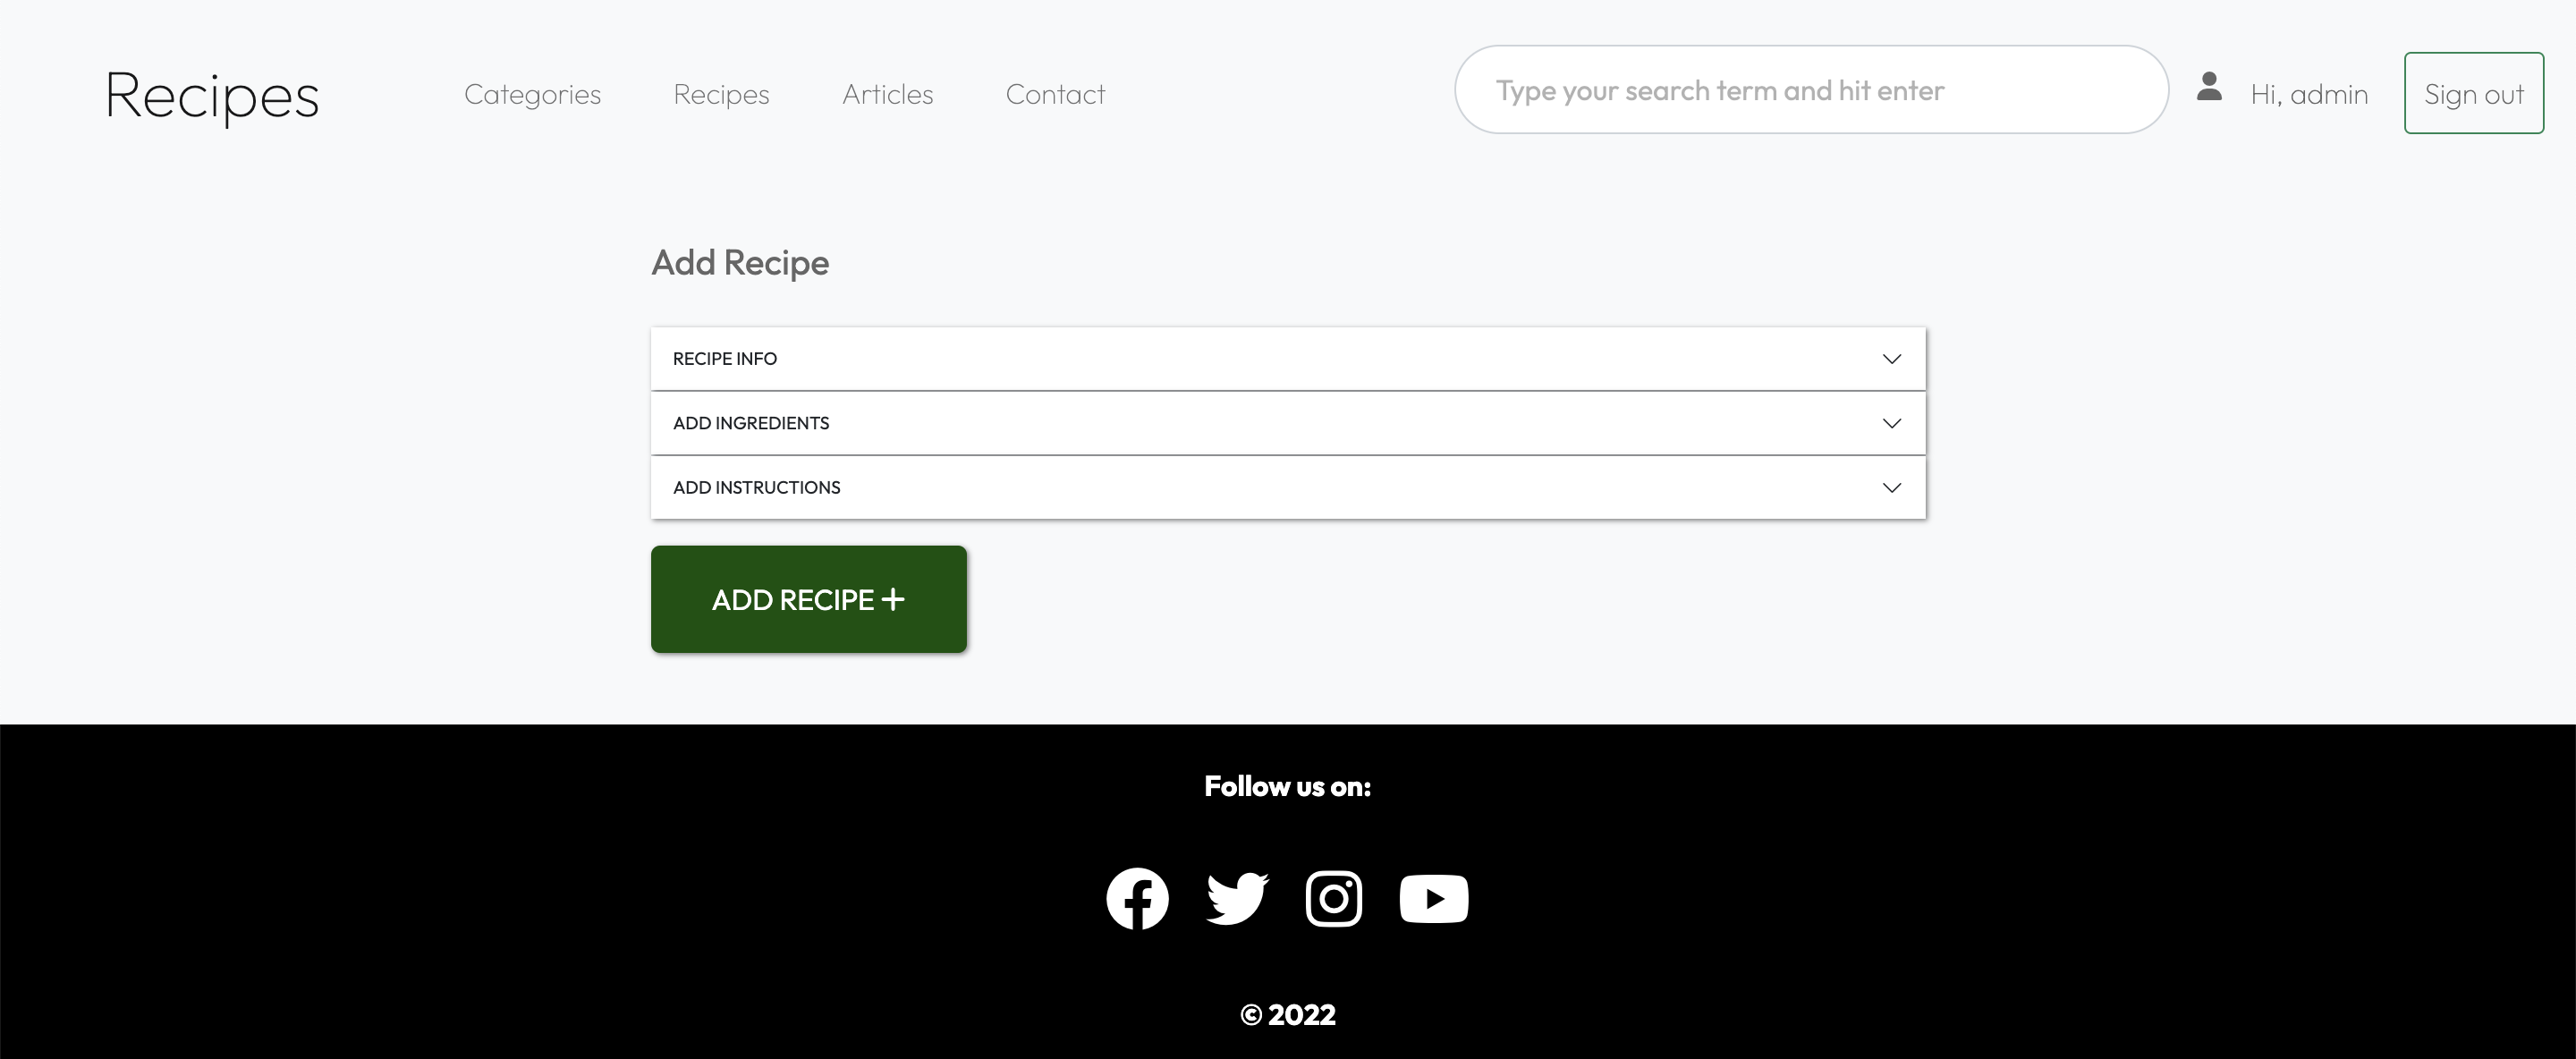 Recipes
Categories
Recipes
Articles
Contact
Type your search term and hit enter
Hi, admin
Sign out
Add Recipe
RECIPE INFO
ADD INGREDIENTS
ADD INSTRUCTIONS
ADD RECIPE +
Follow us on:
© 2022